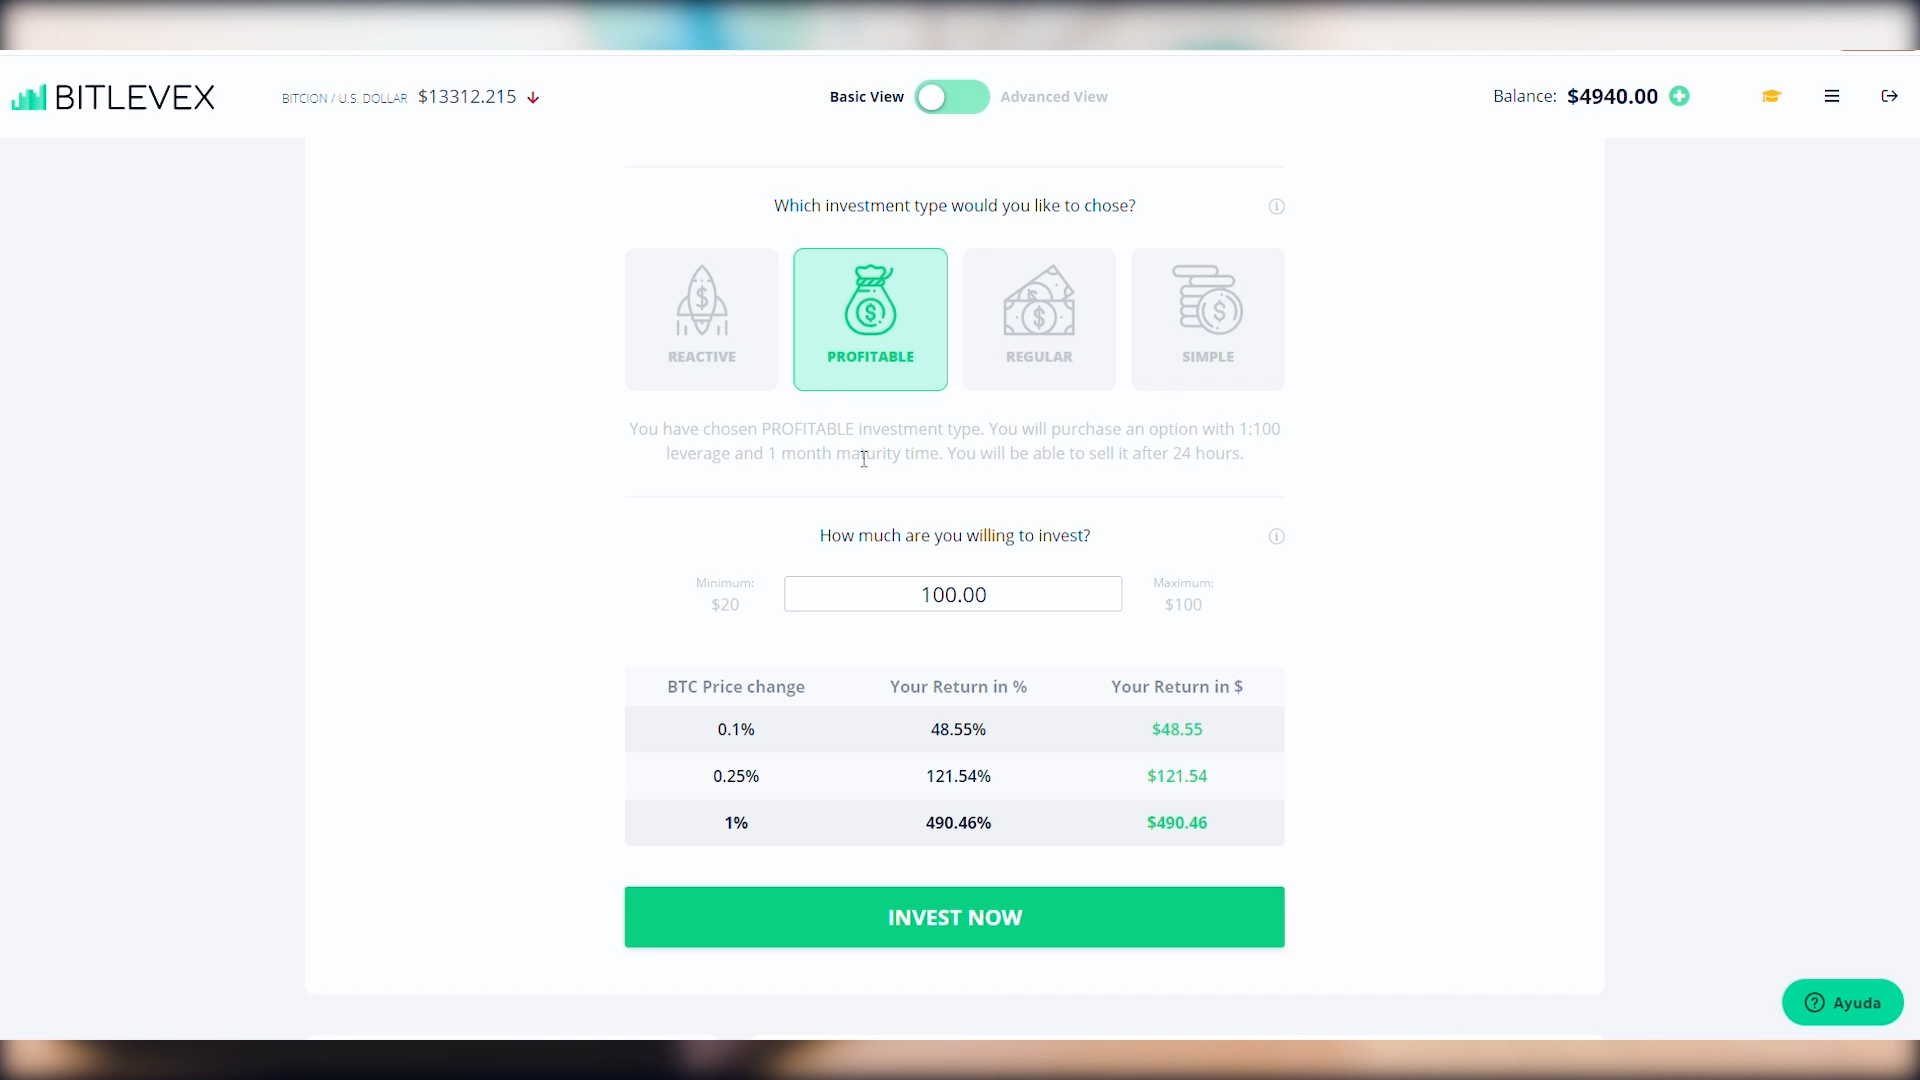 BITLEVEX
BITCION / U.S. DOLLAR $13312.215
Basic View Advanced View
Balance: $4940.00
Which investment type would you like to chose?
REACTIVE PROFITABLE REGULAR SIMPLE
You have chosen PROFITABLE investment type. You will purchase an option with 1:100
leverage and 1 month maturity time. You will be able to sell it after 24 hours.
How much are you willing to invest?
Minimum: Maximum:
$20 100.00 $100
BTC Price change Your Return in % Your Return in $
0.1% 48.55% $48.55
0.25% 121.54% $121.54
1% 490.46% $490.46
INVEST NOW
Ayuda